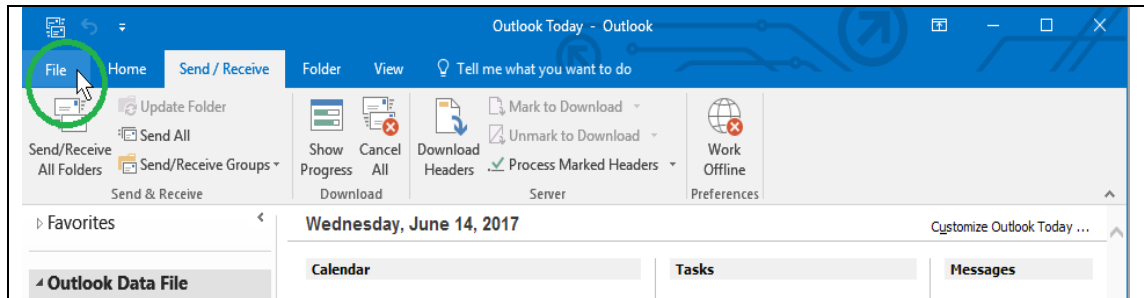 Outlook Today - Outlook
File Home Send / Receive Folder View Tell me what you want to do
Update Folder
Send All
Send/Receive Groups
Send/Receive
All Folders
Send & Receive
Show
Progress
Cancel
All
Download
Download
Headers
Mark to Download
Unmark to Download
Process Marked Headers
Server
Work
Offline
Preferences
Favorites
Wednesday, June 14, 2017
Customize Outlook Today ...
Outlook Data File
Calendar
Tasks
Messages